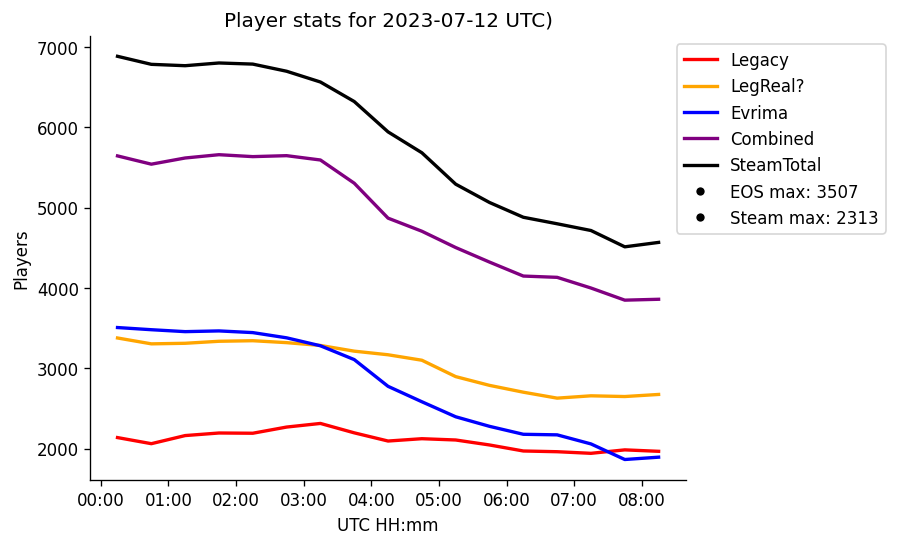 Player stats for 2023-07-12 UTC)
7000
6000
5000
4000
3000
2000
Players
00:00 01:00 02:00 03:00 04:00 05:00 06:00 07:00 08:00
UTC HH:mm
Legacy
LegReal?
Evrima
Combined
SteamTotal
EOS max: 3507
Steam max: 2313